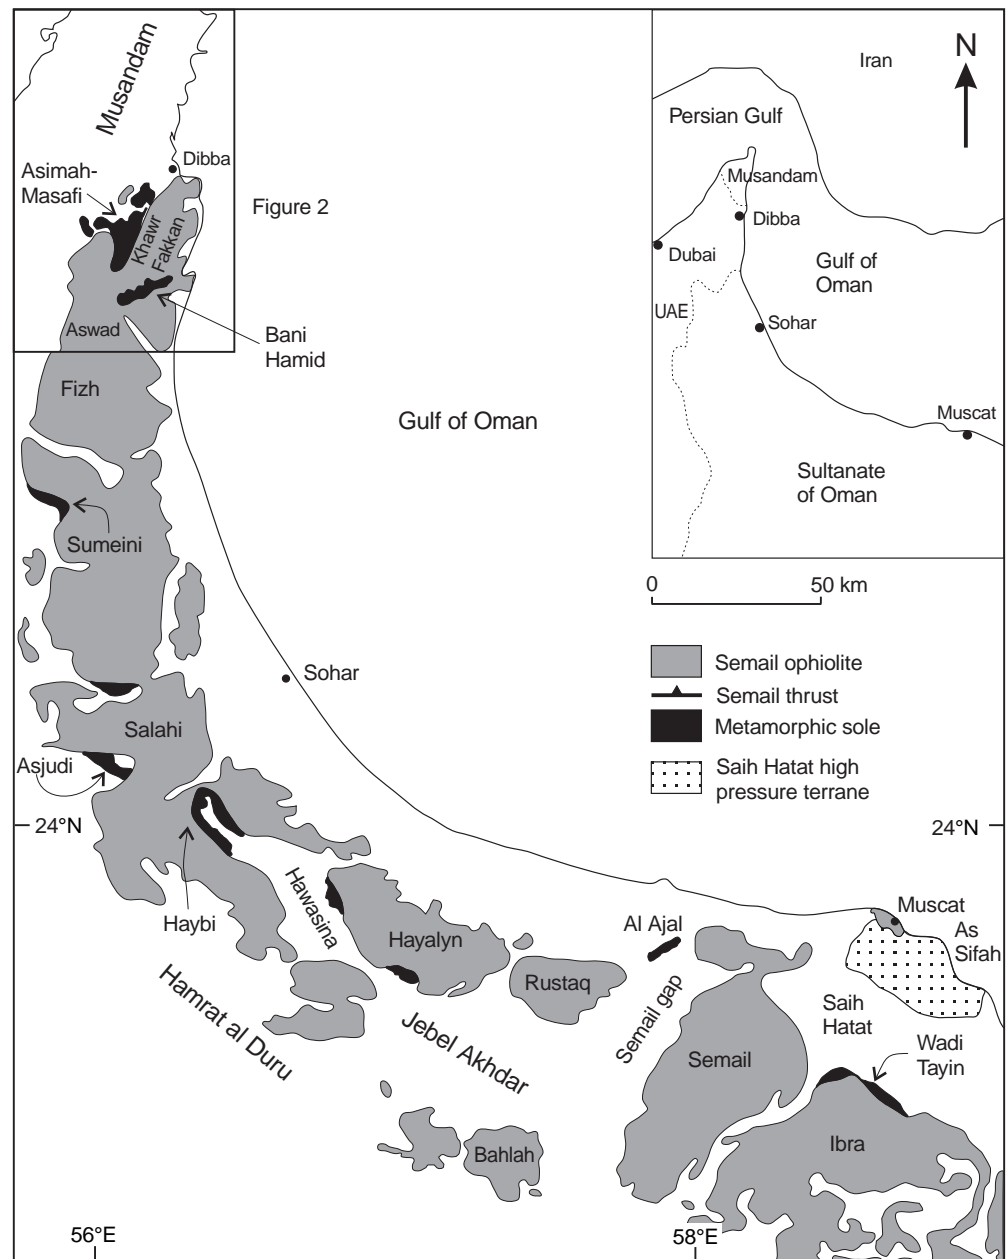 Musandam
Dibba
Asimah-
Masafi
Khawr
Fakkan
Figure 2
Aswad
Bani
Hamid
Fizh
Gulf of Oman
Sumeini
Sohar
Salahi
Asjudi
24°N
Haybi
Hawasina
Hayalyn
Hamrat al Duru
Jebel Akhdar
Rustaq
Al Ajal
Semail gap
Semail
Bahlah
Muscat
As
Sifah
Saih
Hatat
Wadi
Tayin
Ibra
24°N
56°E
58°E
N
Iran
Persian Gulf
Musandam
Dibba
Dubai
Gulf of
Oman
UAE
Sohar
Muscat
Sultanate
of Oman
0 50 km
Semail ophiolite
Semail thrust
Metamorphic sole
Saih Hatat high
pressure terrane